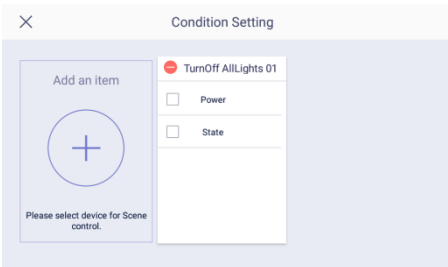 Condition Setting
Add an item
Please select device for Scene
control.
TurnOff AllLights 01
Power
State